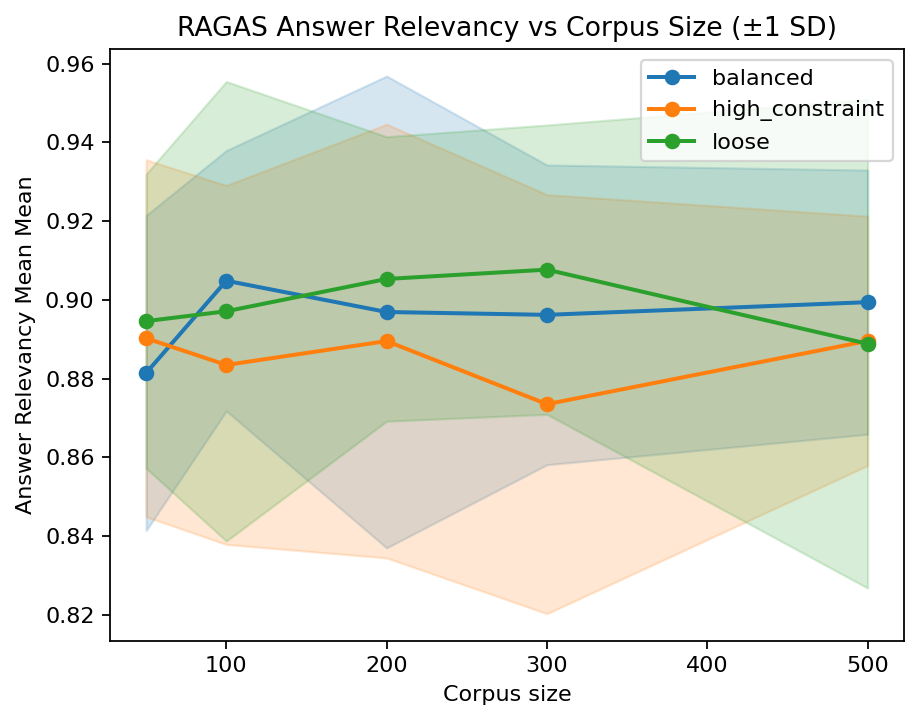 RAGAS Answer Relevancy vs Corpus Size (±1 SD)
balanced
high_constraint
loose
Answer Relevancy Mean Mean
0.96
0.94
0.92
0.90
0.88
0.86
0.84
0.82
100
200
300
400
500
Corpus size